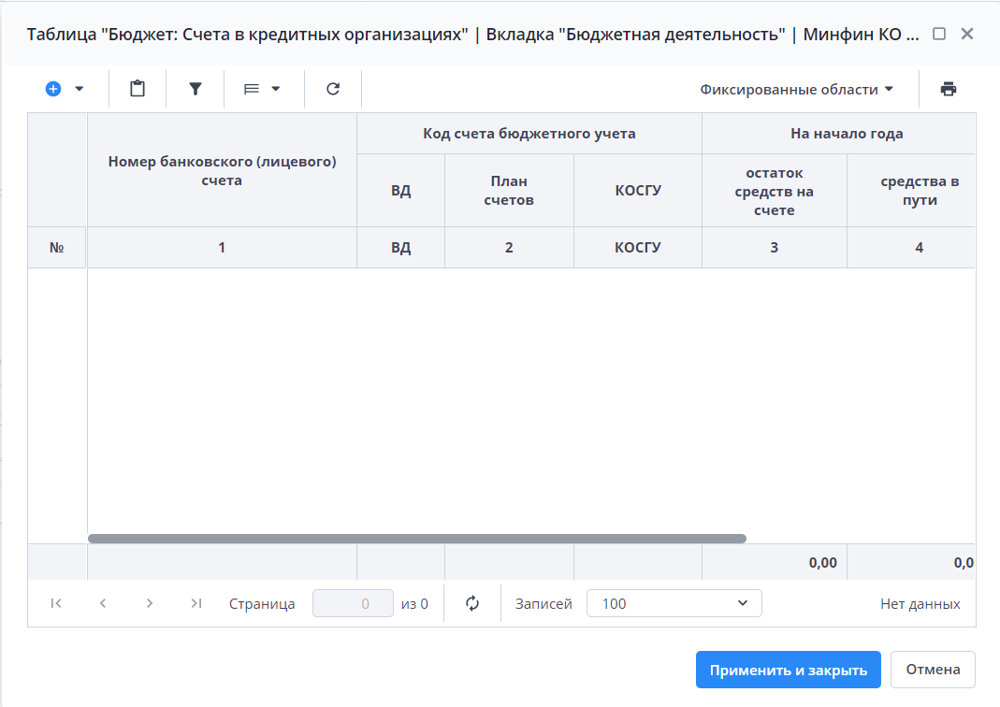 Таблица "Бюджет: Счета в кредитных организациях" | Вкладка "Бюджетная деятельность" | Минфин КО ...
Фиксированные области
Номер банковского (лицевого)
счета
Код счета бюджетного учета
На начало года
ВД
План
счетов
КОСГУ
остаток
средств на
счете
средства в
пути
№ 1 ВД 2 КОСГУ 3 4
0,00 0,0
Страница 0 из 0 Записей 100 Нет данных
Применить и закрыть Отмена